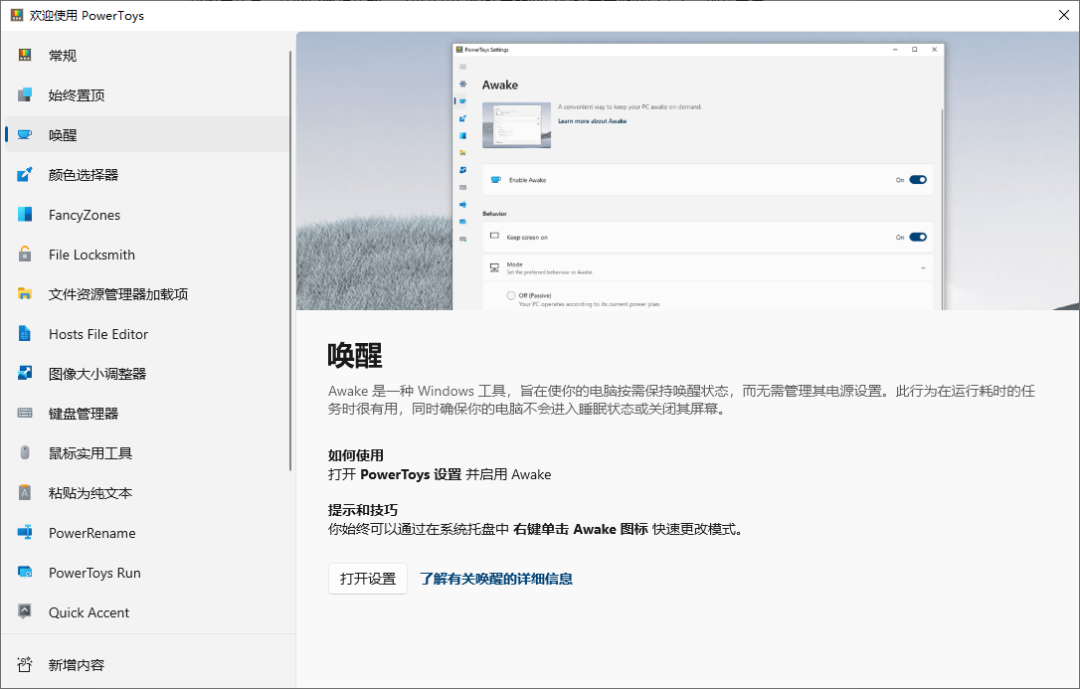 欢迎使用 PowerToys
常规
始终置顶
唤醒
颜色选择器
FancyZones
File Locksmith
文件资源管理器加载项
Hosts File Editor
图像大小调整器
键盘管理器
鼠标实用工具
粘贴为纯文本
PowerRename
PowerToys Run
Quick Accent
新增内容
PowerToys Settings
Awake
A convenient way to keep your PC awake on-demand.
Learn more about Awake
Enable Awake
On
Behavior
Keep screen on
On
Mode
Set the preferred behaviour or Awake
Off (Passive)
Your PC operates according to its current power plan
唤醒
Awake 是一种 Windows 工具，旨在使你的电脑按需保持唤醒状态，而无需管理其电源设置。此行为在运行耗时的任
务时很有用，同时确保你的电脑不会进入睡眠状态或关闭其屏幕。
如何使用
打开 PowerToys 设置 并启用 Awake
提示和技巧
你始终可以通过在系统托盘中 右键单击 Awake 图标 快速更改模式。
打开设置
了解有关唤醒的详细信息